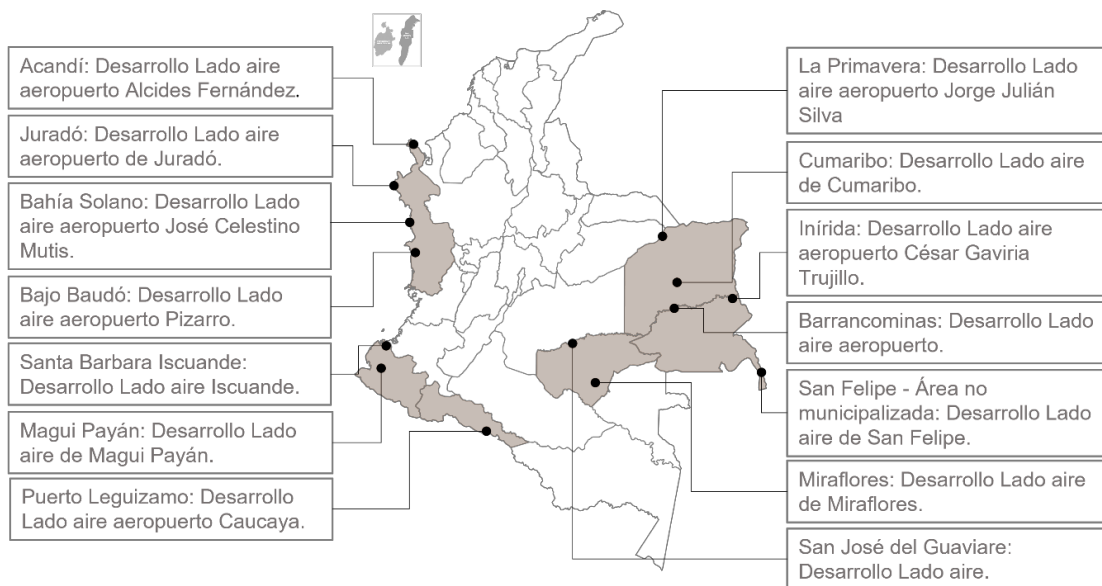 Acandí: Desarrollo Lado aire
aeropuerto Alcides Fernández.
Juradó: Desarrollo Lado aire
aeropuerto de Juradó.
Bahía Solano: Desarrollo Lado
aire aeropuerto José Celestino
Mutis.
Bajo Baudó: Desarrollo Lado
aire aeropuerto Pizarro.
Santa Barbara Iscuande:
Desarrollo Lado aire Iscuande.
Magui Payán: Desarrollo Lado
aire de Magui Payán.
Puerto Leguizamo: Desarrollo
Lado aire aeropuerto Caucaya.
La Primavera: Desarrollo Lado
aire aeropuerto Jorge Julián
Silva
Cumaribo: Desarrollo Lado aire
de Cumaribo.
Inírida: Desarrollo Lado aire
aeropuerto César Gaviria
Trujillo.
Barrancominas: Desarrollo Lado
aire aeropuerto.
San Felipe - Área no
municipalizada: Desarrollo Lado
aire de San Felipe.
Miraflores: Desarrollo Lado aire
de Miraflores.
San José del Guaviare:
Desarrollo Lado aire.